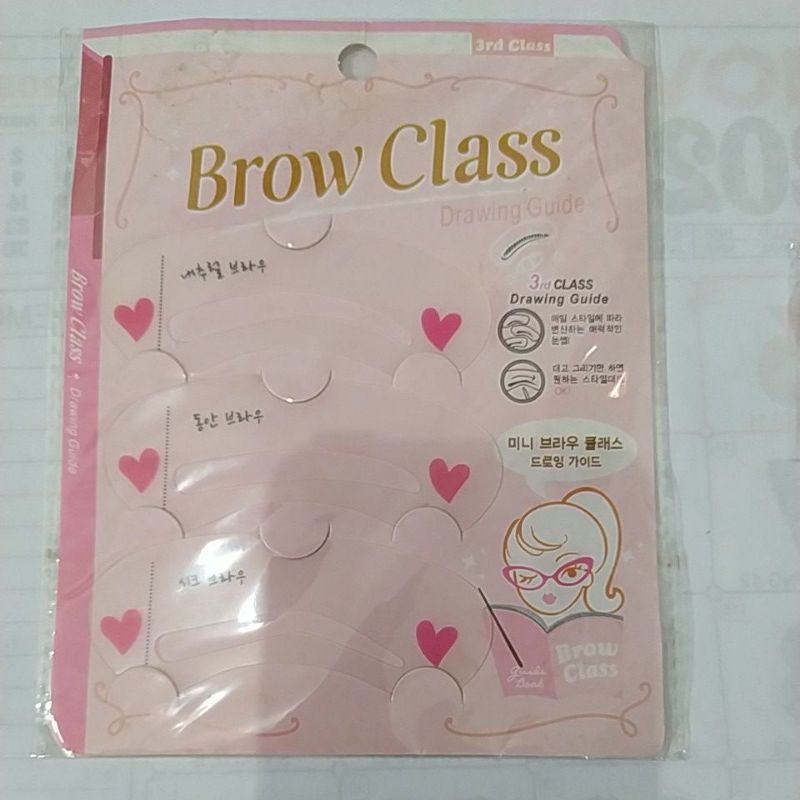 3rd Class
Brow Class
Drawing Guide
내추럴 브라우
동안 브라우
시크 브라우
3rd CLASS
Drawing Guide
매일 스타일에 따라
변신하는 매력적인
눈썹!
대고 그리기만 하면
원하는 스타일대로
OK!
미니 브라우 클래스
드로잉 가이드
Guide
Book
Brow
Class
Brow Class • Drawing Guide